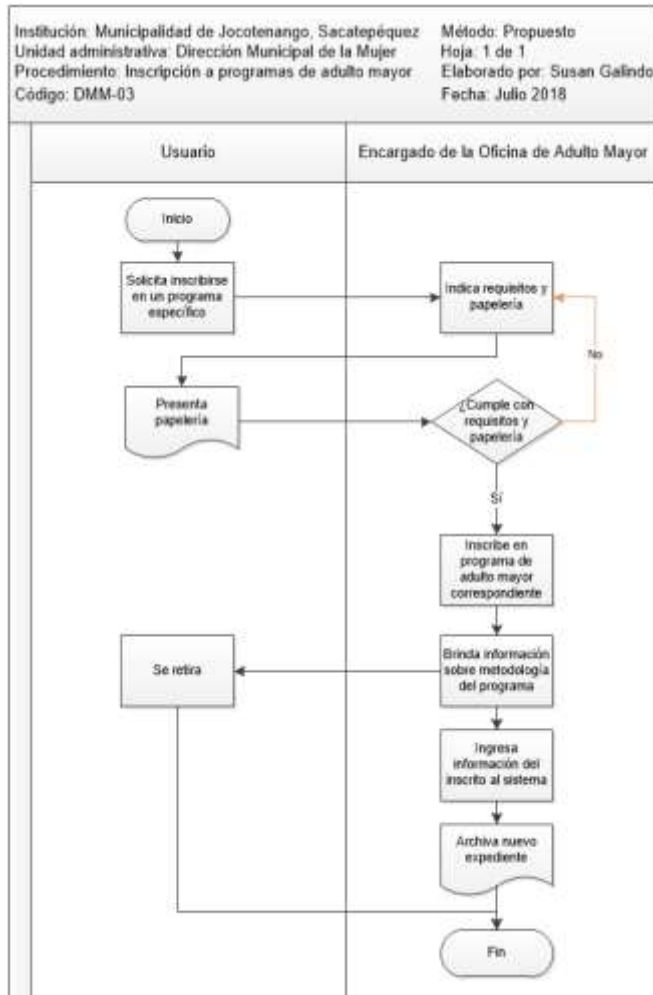 Institución: Municipalidad de Jocotenango, Sacatepéquez
Unidad administrativa: Dirección Municipal de la Mujer
Procedimiento: Inscripción a programas de adulto mayor
Código: DMM-03
Método: Propuesto
Hoja: 1 de 1
Elaborado por: Susan Galindo
Fecha: Julio 2018
Usuario
Encargado de la Oficina de Adulto Mayor
Inicio
Solicita inscribirse
en un programa
específico
Indica requisitos y
papelería
No
Presenta
papelería
¿Cumple con
requisitos y
papelería
Sí
Inscribe en
programa de
adulto mayor
correspondiente
Se retira
Brinda información
sobre metodología
del programa
Ingresa
información del
inscrito al sistema
Archiva nuevo
expediente
Fin